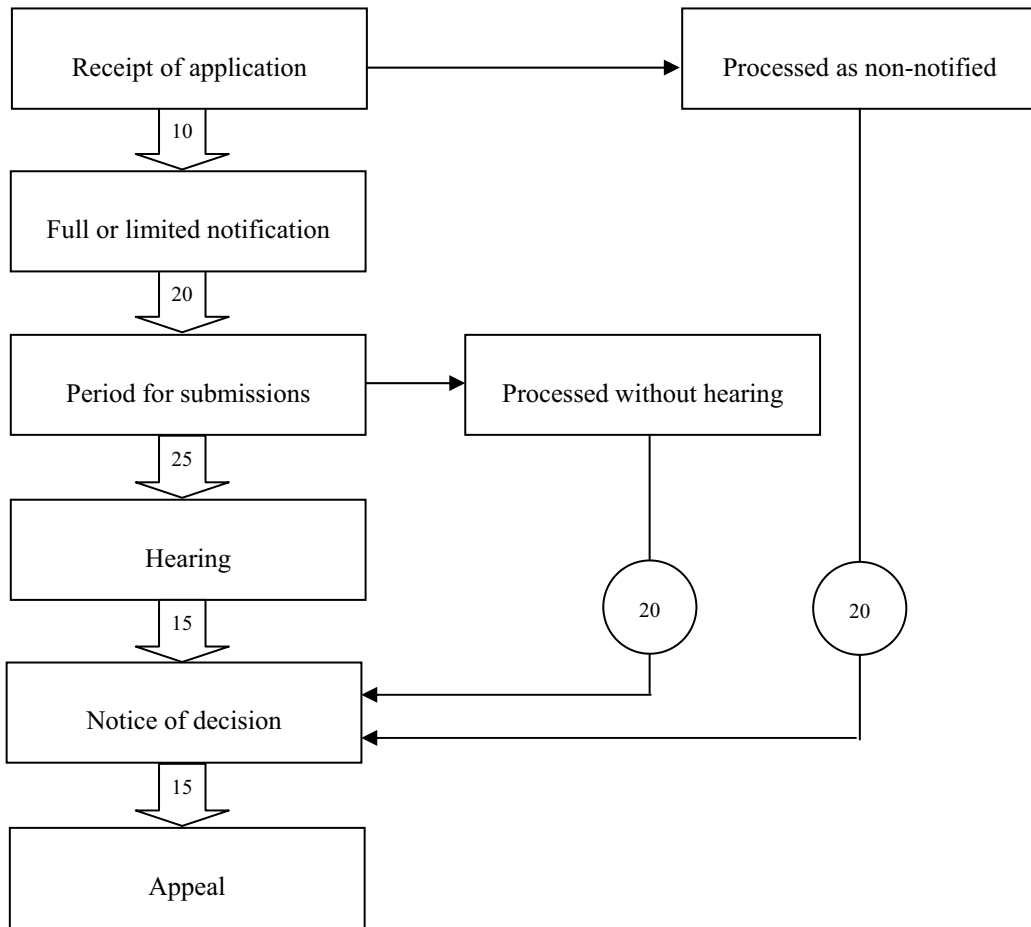 Receipt of application
Processed as non-notified
10
Full or limited notification
20
Period for submissions
Processed without hearing
25
Hearing
15
20
20
Notice of decision
15
Appeal